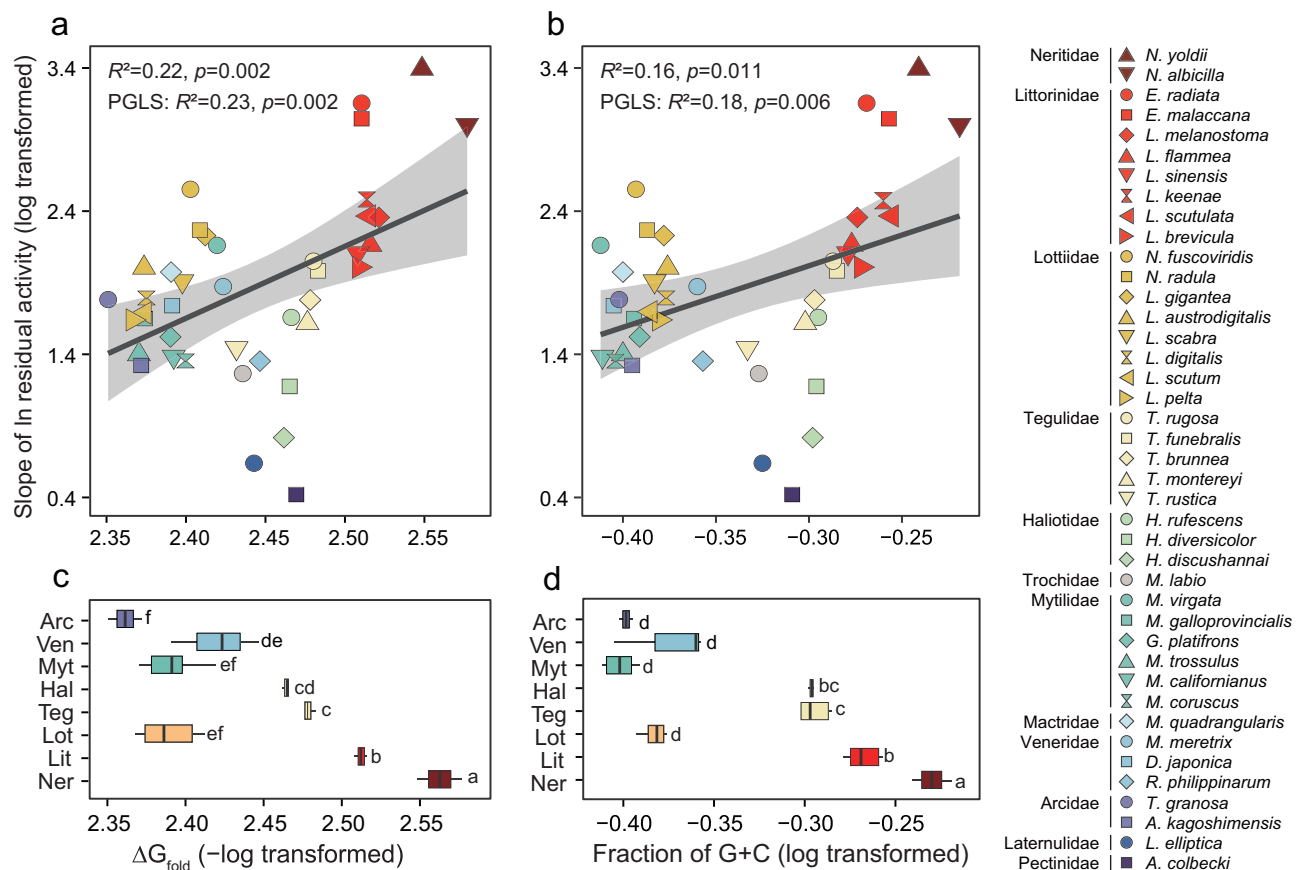 a
R²=0.22, p=0.002
PGLS: R²=0.23, p=0.002
Slope of ln residual activity (log transformed)
3.4
2.4
1.4
0.4
2.35
2.40
2.45
2.50
2.55
b
R²=0.16, p=0.011
PGLS: R²=0.18, p=0.006
−0.40
−0.35
−0.30
−0.25
c
Arc
Ven
Myt
Hal
Teg
Lot
Lit
Ner
f
de
ef
cd
c
ef
b
a
2.35
2.40
2.45
2.50
2.55
ΔGfold (−log transformed)
d
Arc
Ven
Myt
Hal
Teg
Lot
Lit
Ner
d
d
d
bc
c
d
b
a
−0.40
−0.35
−0.30
−0.25
Fraction of G+C (log transformed)
Neritidae
N. yoldii
N. albicilla
Littorinidae
E. radiata
E. malaccana
L. melanostoma
L. flammea
L. sinensis
L. keenae
L. scutulata
L. brevicula
Lottiidae
N. fuscoviridis
N. radula
L. gigantea
L. austrodigitalis
L. scabra
L. digitalis
L. scutum
L. pelta
Tegulidae
T. rugosa
T. funebralis
T. brunnea
T. montereyi
T. rustica
Haliotidae
H. rufescens
H. diversicolor
H. discushannai
Trochidae
M. labio
Mytilidae
M. virgata
M. galloprovincialis
G. platifrons
M. trossulus
M. californianus
M. coruscus
Mactridae
M. quadrangularis
Veneridae
M. meretrix
D. japonica
R. philippinarum
Arcidae
T. granosa
A. kagoshimensis
Laternulidae
L. elliptica
Pectinidae
A. colbecki